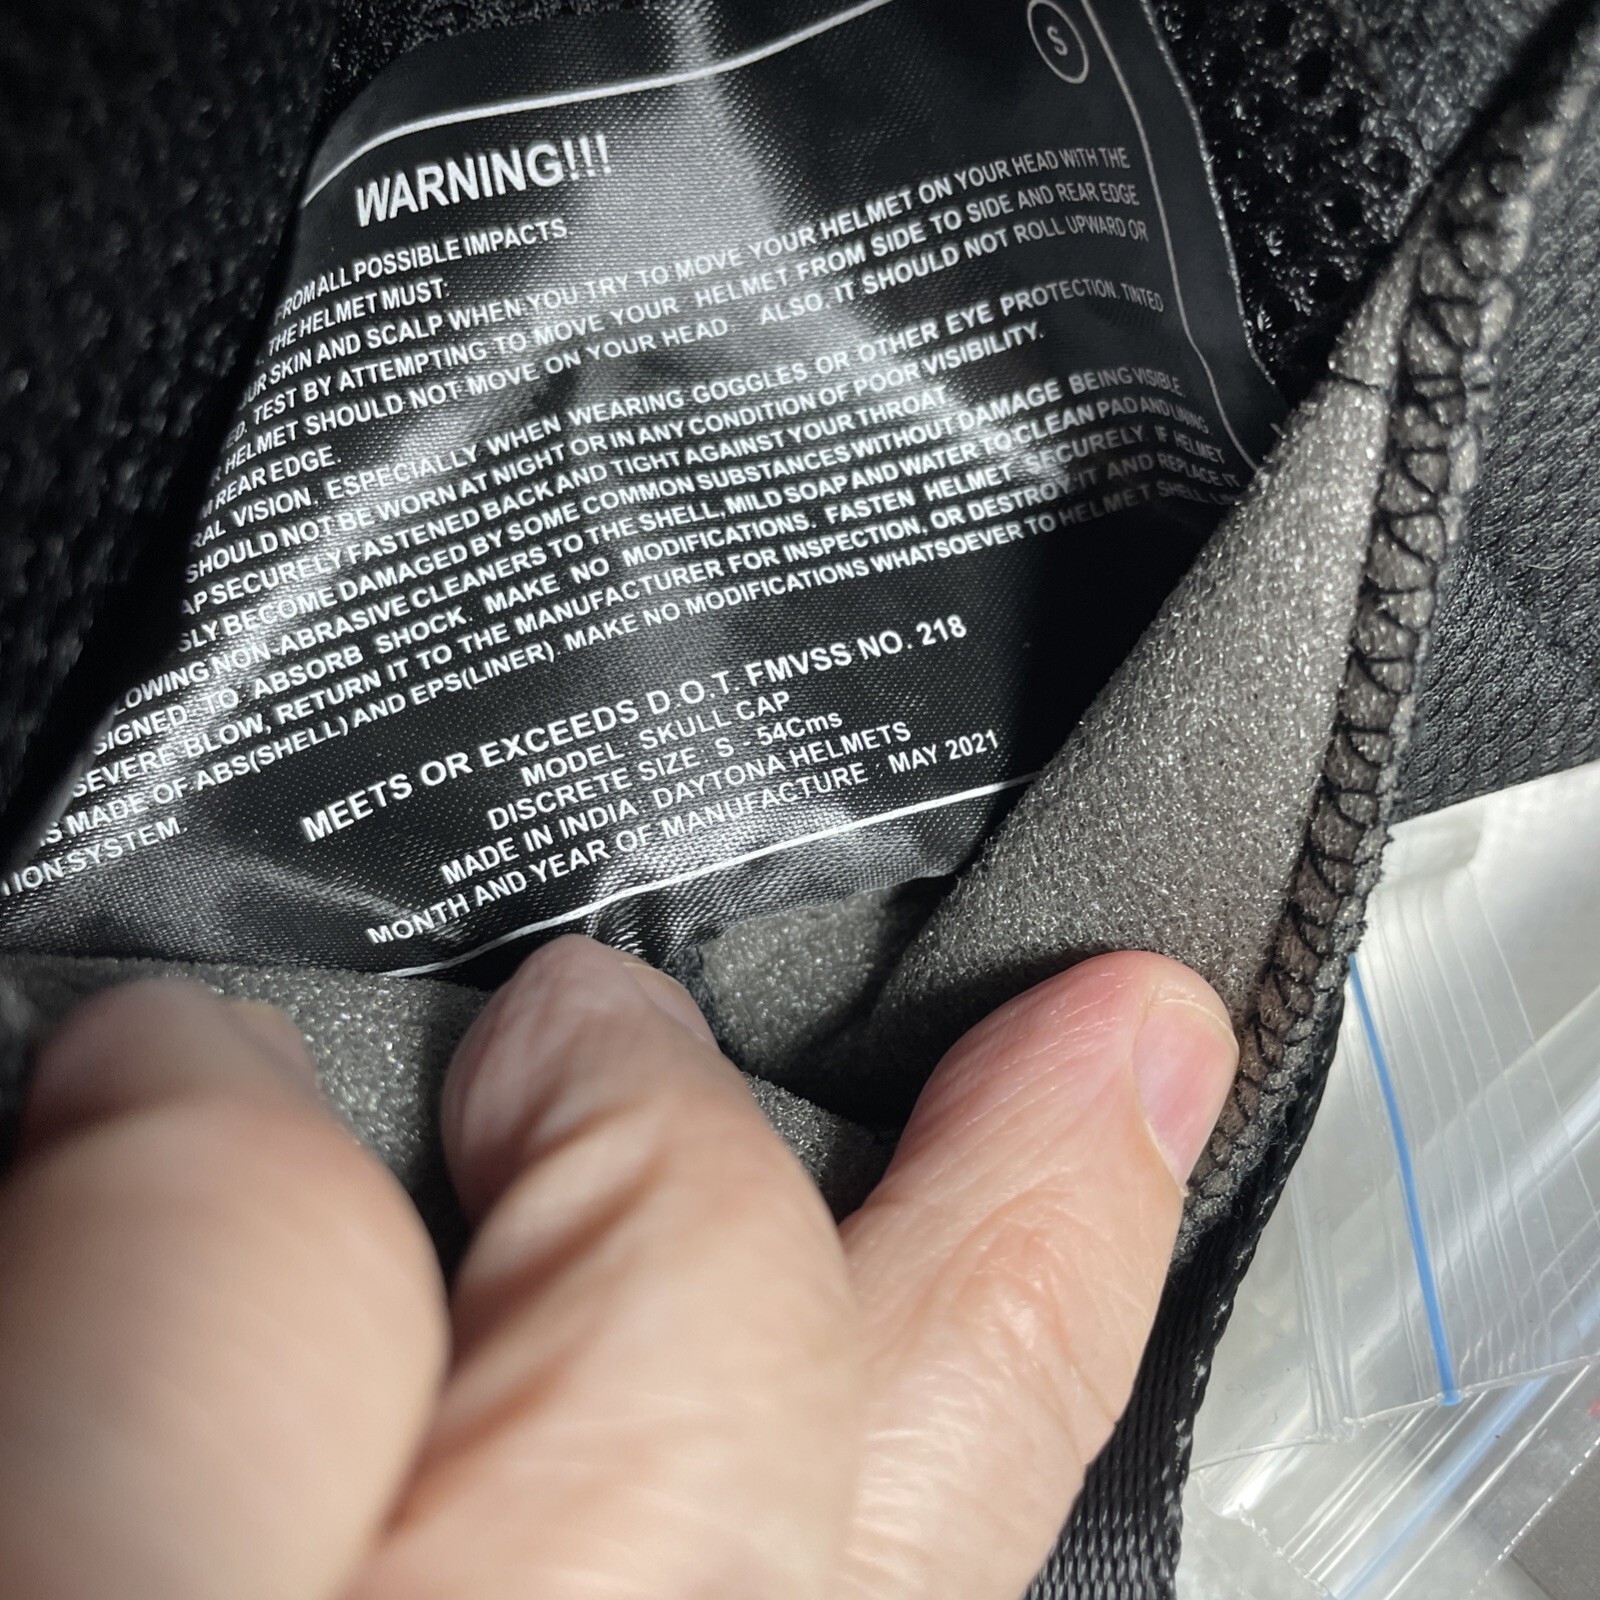 S
WARNING!!!
FROM ALL POSSIBLE IMPACTS
THE HELMET MUST.
SKIN AND SCALP WHEN YOU TRY TO MOVE YOUR HELMET ON YOUR HEAD WITH THE
TEST BY ATTEMPTING TO MOVE YOUR HELMET FROM SIDE TO SIDE AND REAR EDGE
HELMET SHOULD NOT MOVE ON YOUR HEAD ALSO, IT SHOULD NOT ROLL UPWARD OR
REAR EDGE.
VISION. ESPECIALLY WHEN WEARING GOGGLES OR OTHER EYE PROTECTION. TINTED
SHOULD NOT BE WORN AT NIGHT OR IN ANY CONDITION OF POOR VISIBILITY.
SECURELY FASTENED BACK AND TIGHT AGAINST YOUR THROAT.
BECOME DAMAGED BY SOME COMMON SUBSTANCES WITHOUT DAMAGE BEING VISIBLE.
NON-ABRASIVE CLEANERS TO THE SHELL, MILD SOAP AND WATER TO CLEAN PAD AND LINING.
TO ABSORB SHOCK. MAKE NO MODIFICATIONS. FASTEN HELMET SECURELY. IF HELMET
SEVERE BLOW, RETURN IT TO THE MANUFACTURER FOR INSPECTION, OR DESTROY IT AND REPLACE IT
MADE OF ABS(SHELL) AND EPS(LINER) MAKE NO MODIFICATIONS WHATSOEVER TO HELMET SHELL
SYSTEM.
MEETS OR EXCEEDS D.O.T. FMVSS NO. 218
MODEL SKULL CAP
DISCRETE SIZE S - 54Cms
MADE IN INDIA DAYTONA HELMETS
MONTH AND YEAR OF MANUFACTURE MAY 2021